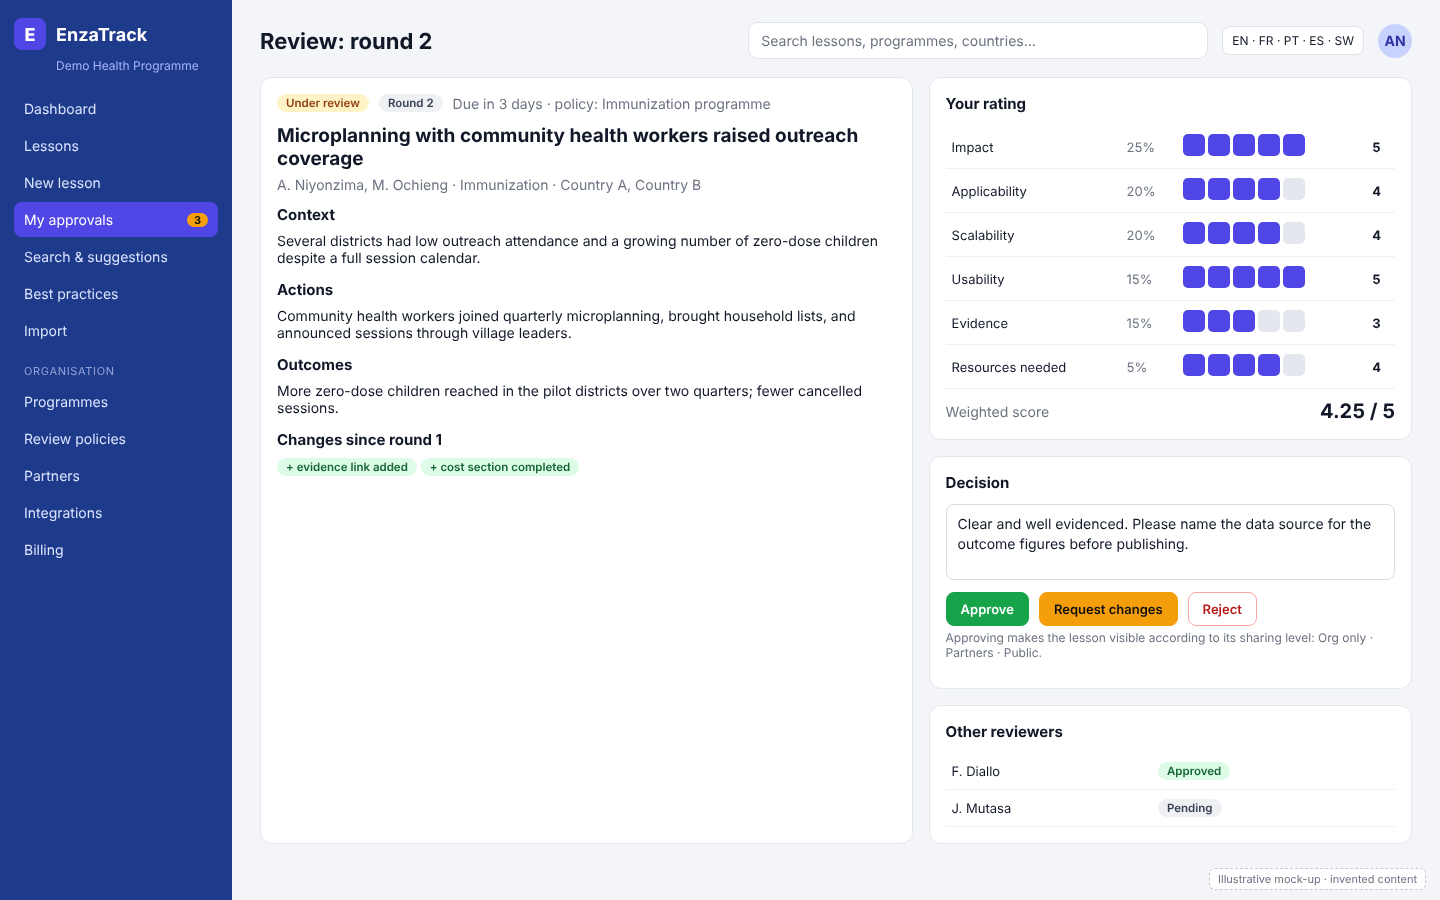 E EnzaTrack
Demo Health Programme
Dashboard
Lessons
New lesson
My approvals 3
Search & suggestions
Best practices
Import
ORGANISATION
Programmes
Review policies
Partners
Integrations
Billing
Review: round 2
Search lessons, programmes, countries...
EN · FR · PT · ES · SW
AN
Under review Round 2 Due in 3 days · policy: Immunization programme
Microplanning with community health workers raised outreach
coverage
A. Niyonzima, M. Ochieng · Immunization · Country A, Country B
Context
Several districts had low outreach attendance and a growing number of zero-dose children
despite a full session calendar.
Actions
Community health workers joined quarterly microplanning, brought household lists, and
announced sessions through village leaders.
Outcomes
More zero-dose children reached in the pilot districts over two quarters; fewer cancelled
sessions.
Changes since round 1
+ evidence link added + cost section completed
Your rating
Impact 25% 5
Applicability 20% 4
Scalability 20% 4
Usability 15% 5
Evidence 15% 3
Resources needed 5% 4
Weighted score 4.25 / 5
Decision
Clear and well evidenced. Please name the data source for the
outcome figures before publishing.
Approve Request changes Reject
Approving makes the lesson visible according to its sharing level: Org only ·
Partners · Public.
Other reviewers
F. Diallo Approved
J. Mutasa Pending
Illustrative mock-up · invented content